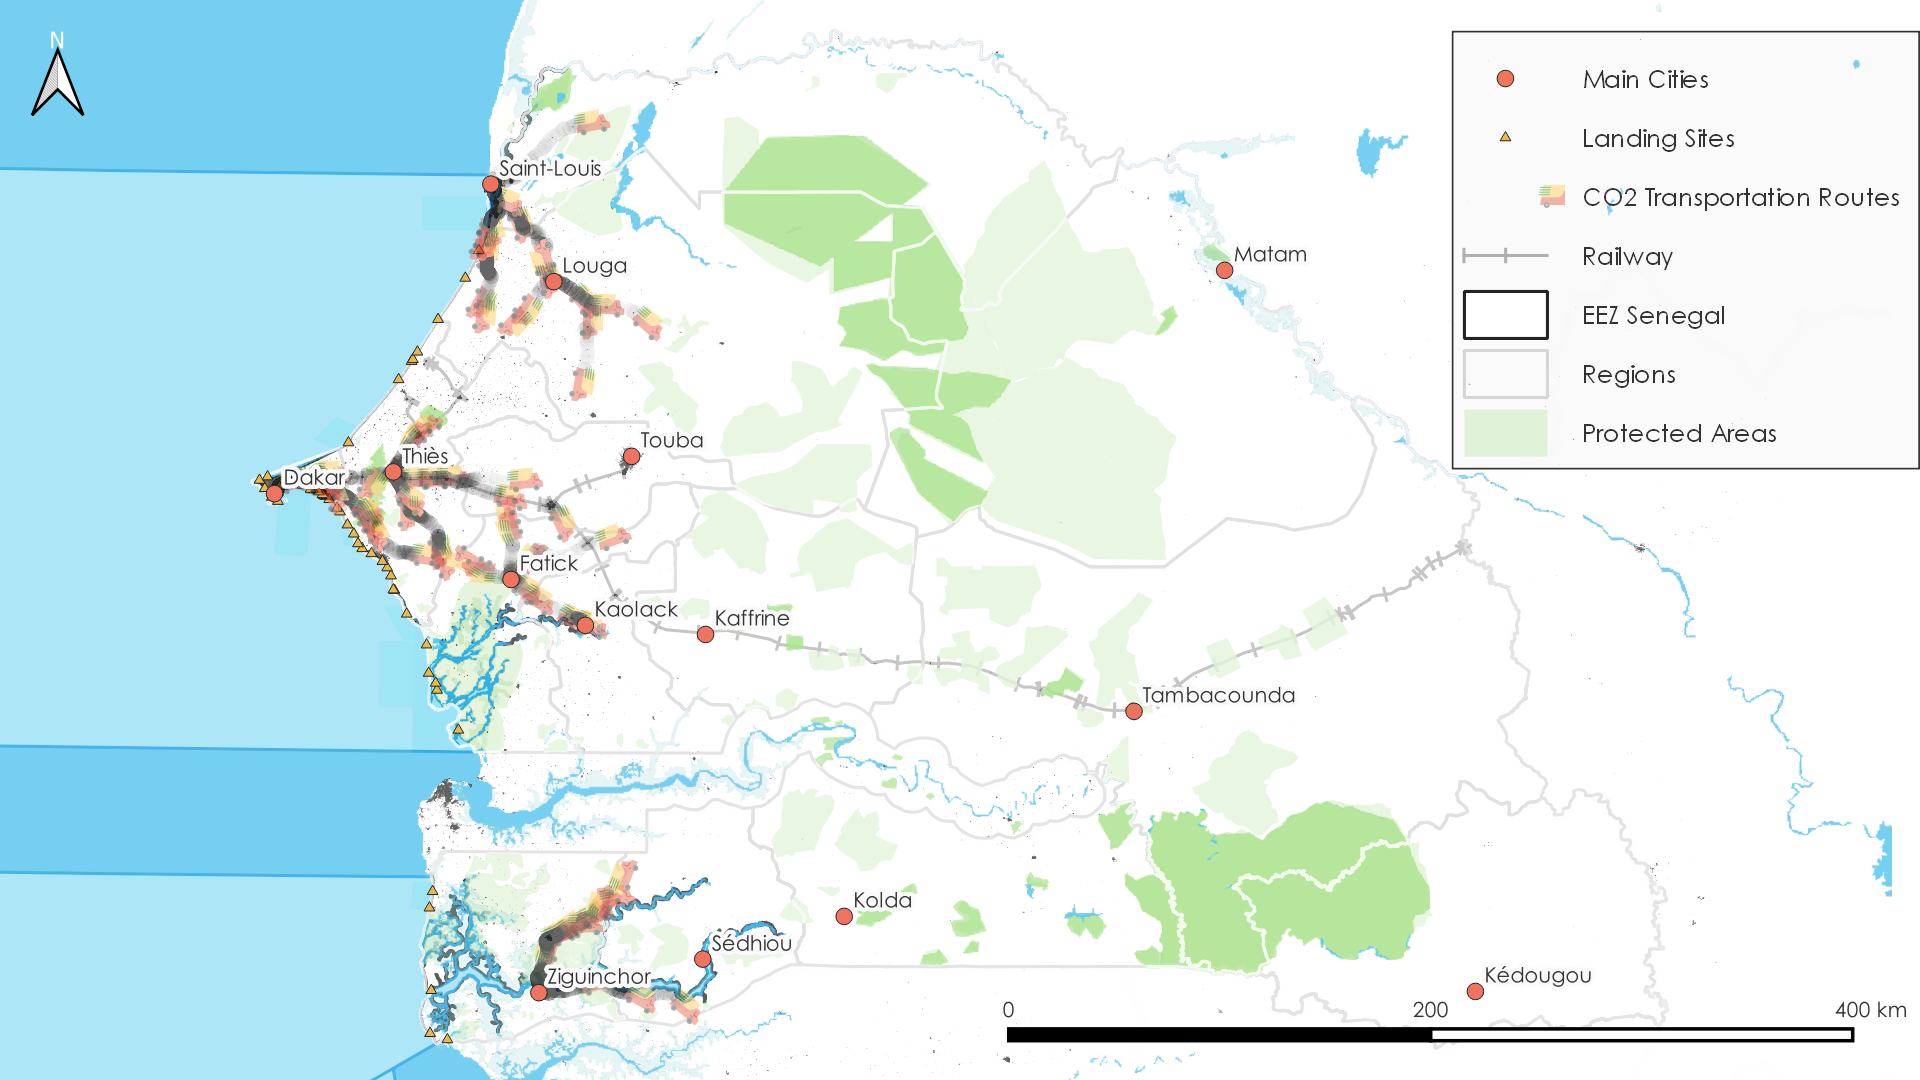 N
Main Cities
Landing Sites
CO2 Transportation Routes
Railway
EEZ Senegal
Regions
Protected Areas
Saint-Louis
Louga
Matam
Touba
Thiès
Dakar
Fatick
Kaolack
Kaffrine
Tambacounda
Kolda
Sédhiou
Ziguinchor
Kédougou
0
200
400 km